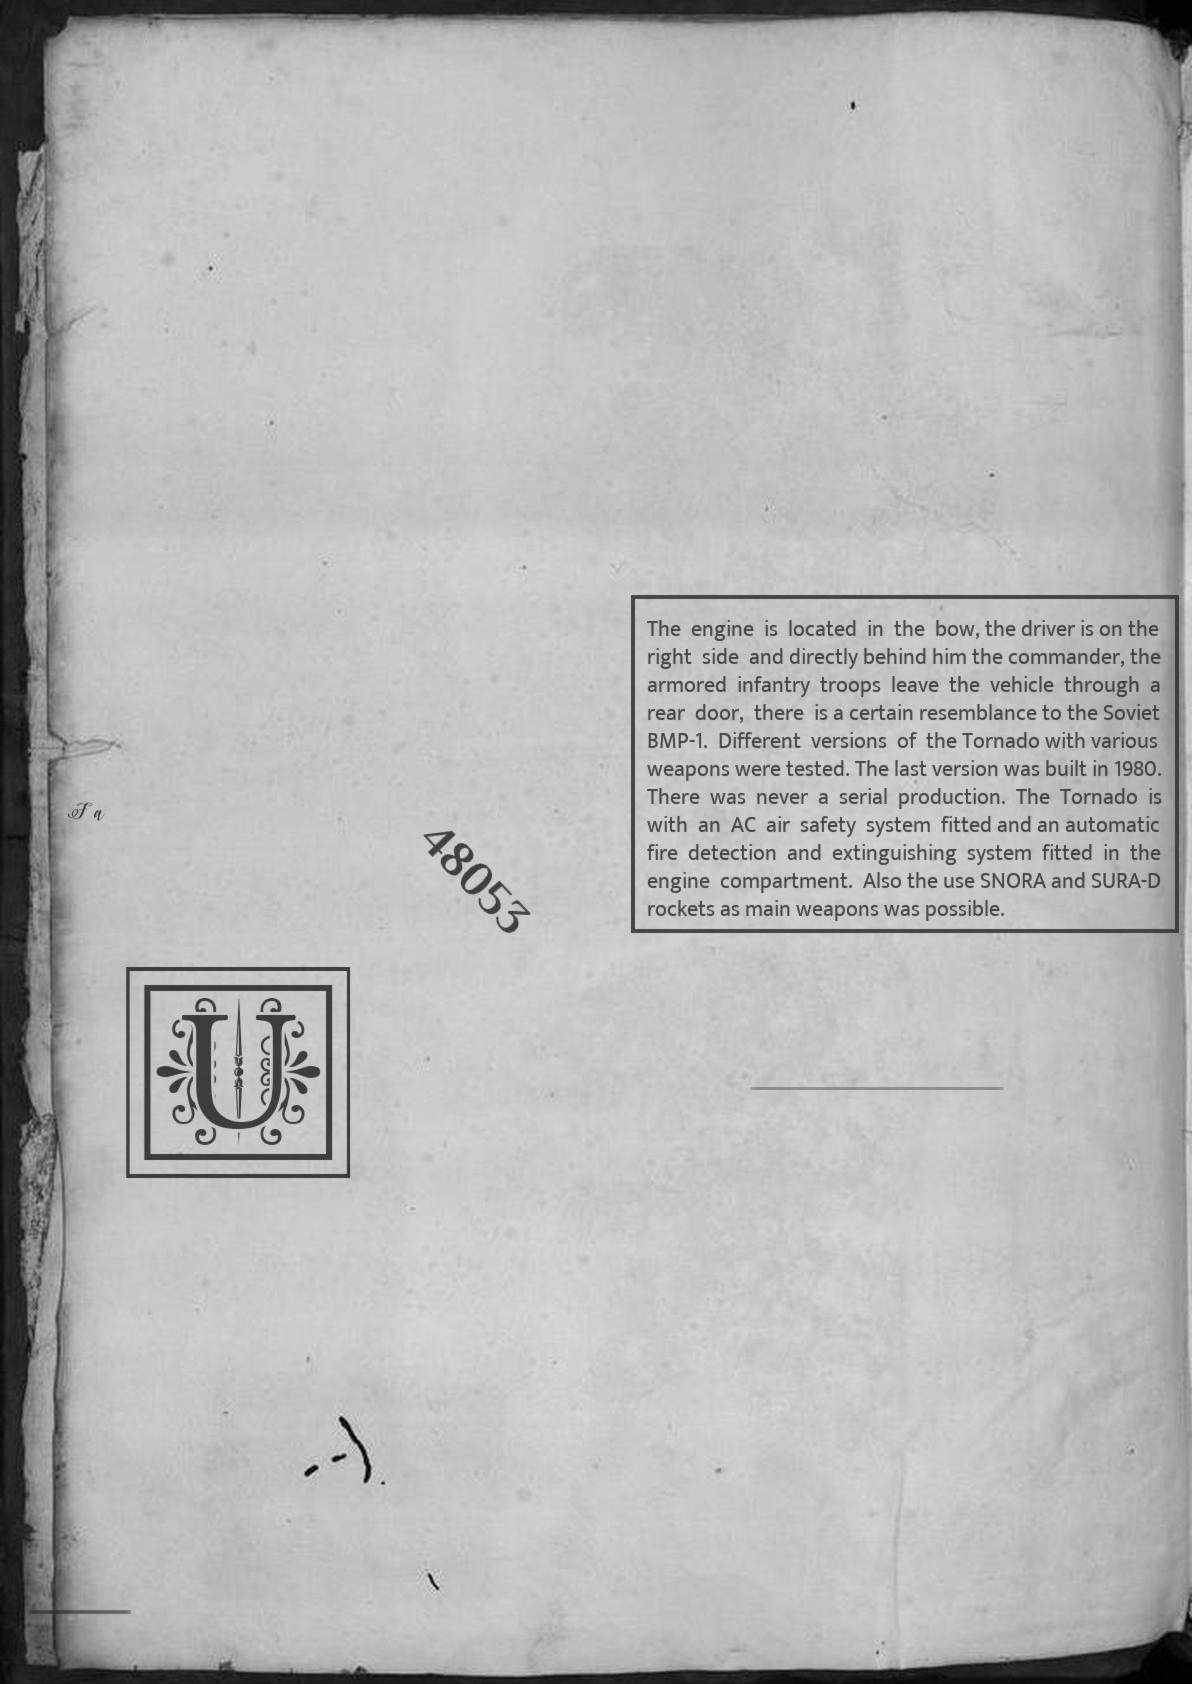 The engine is located in the bow, the driver is on the
right side and directly behind him the commander, the
armored infantry troops leave the vehicle through a
rear door, there is a certain resemblance to the Soviet
BMP-1. Different versions of the Tornado with various
weapons were tested. The last version was built in 1980.
There was never a serial production. The Tornado is
with an AC air safety system fitted and an automatic
fire detection and extinguishing system fitted in the
engine compartment. Also the use SNORA and SURA-D
rockets as main weapons was possible.
48053
U